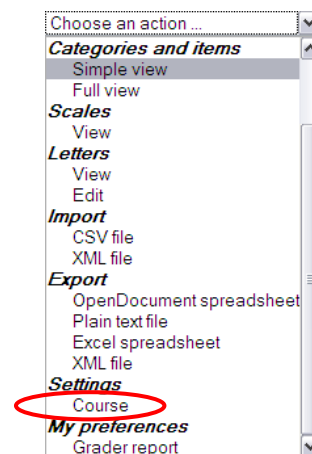 Choose an action ...
Categories and items
Simple view
Full view
Scales
View
Letters
View
Edit
Import
CSV file
XML file
Export
OpenDocument spreadsheet
Plain text file
Excel spreadsheet
XML file
Settings
Course
My preferences
Grader report